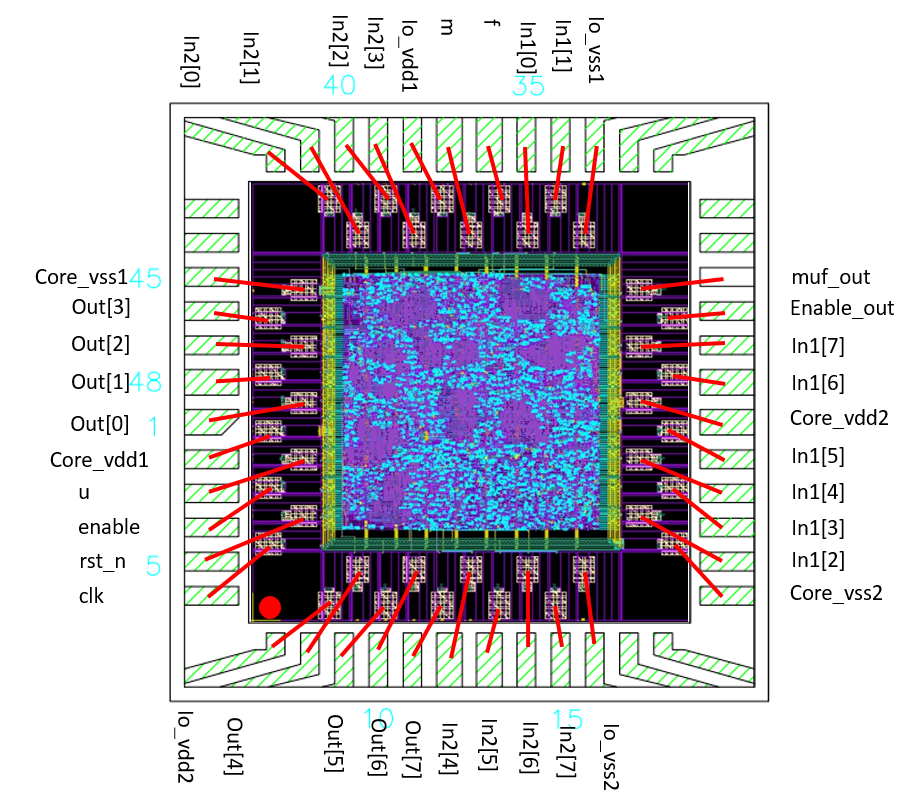 In2[0]
In2[1]
In2[2]
In2[3]
Io_vdd1
m
f
In1[0]
In1[1]
Io_vss1
40
35
Core_vss1
45
Out[3]
Out[2]
Out[1]
48
Out[0]
1
Core_vdd1
u
enable
rst_n
5
clk
muf_out
Enable_out
In1[7]
In1[6]
Core_vdd2
In1[5]
In1[4]
In1[3]
In1[2]
Core_vss2
10
15
Io_vdd2
Out[4]
Out[5]
Out[6]
Out[7]
In2[4]
In2[5]
In2[6]
In2[7]
Io_vss2